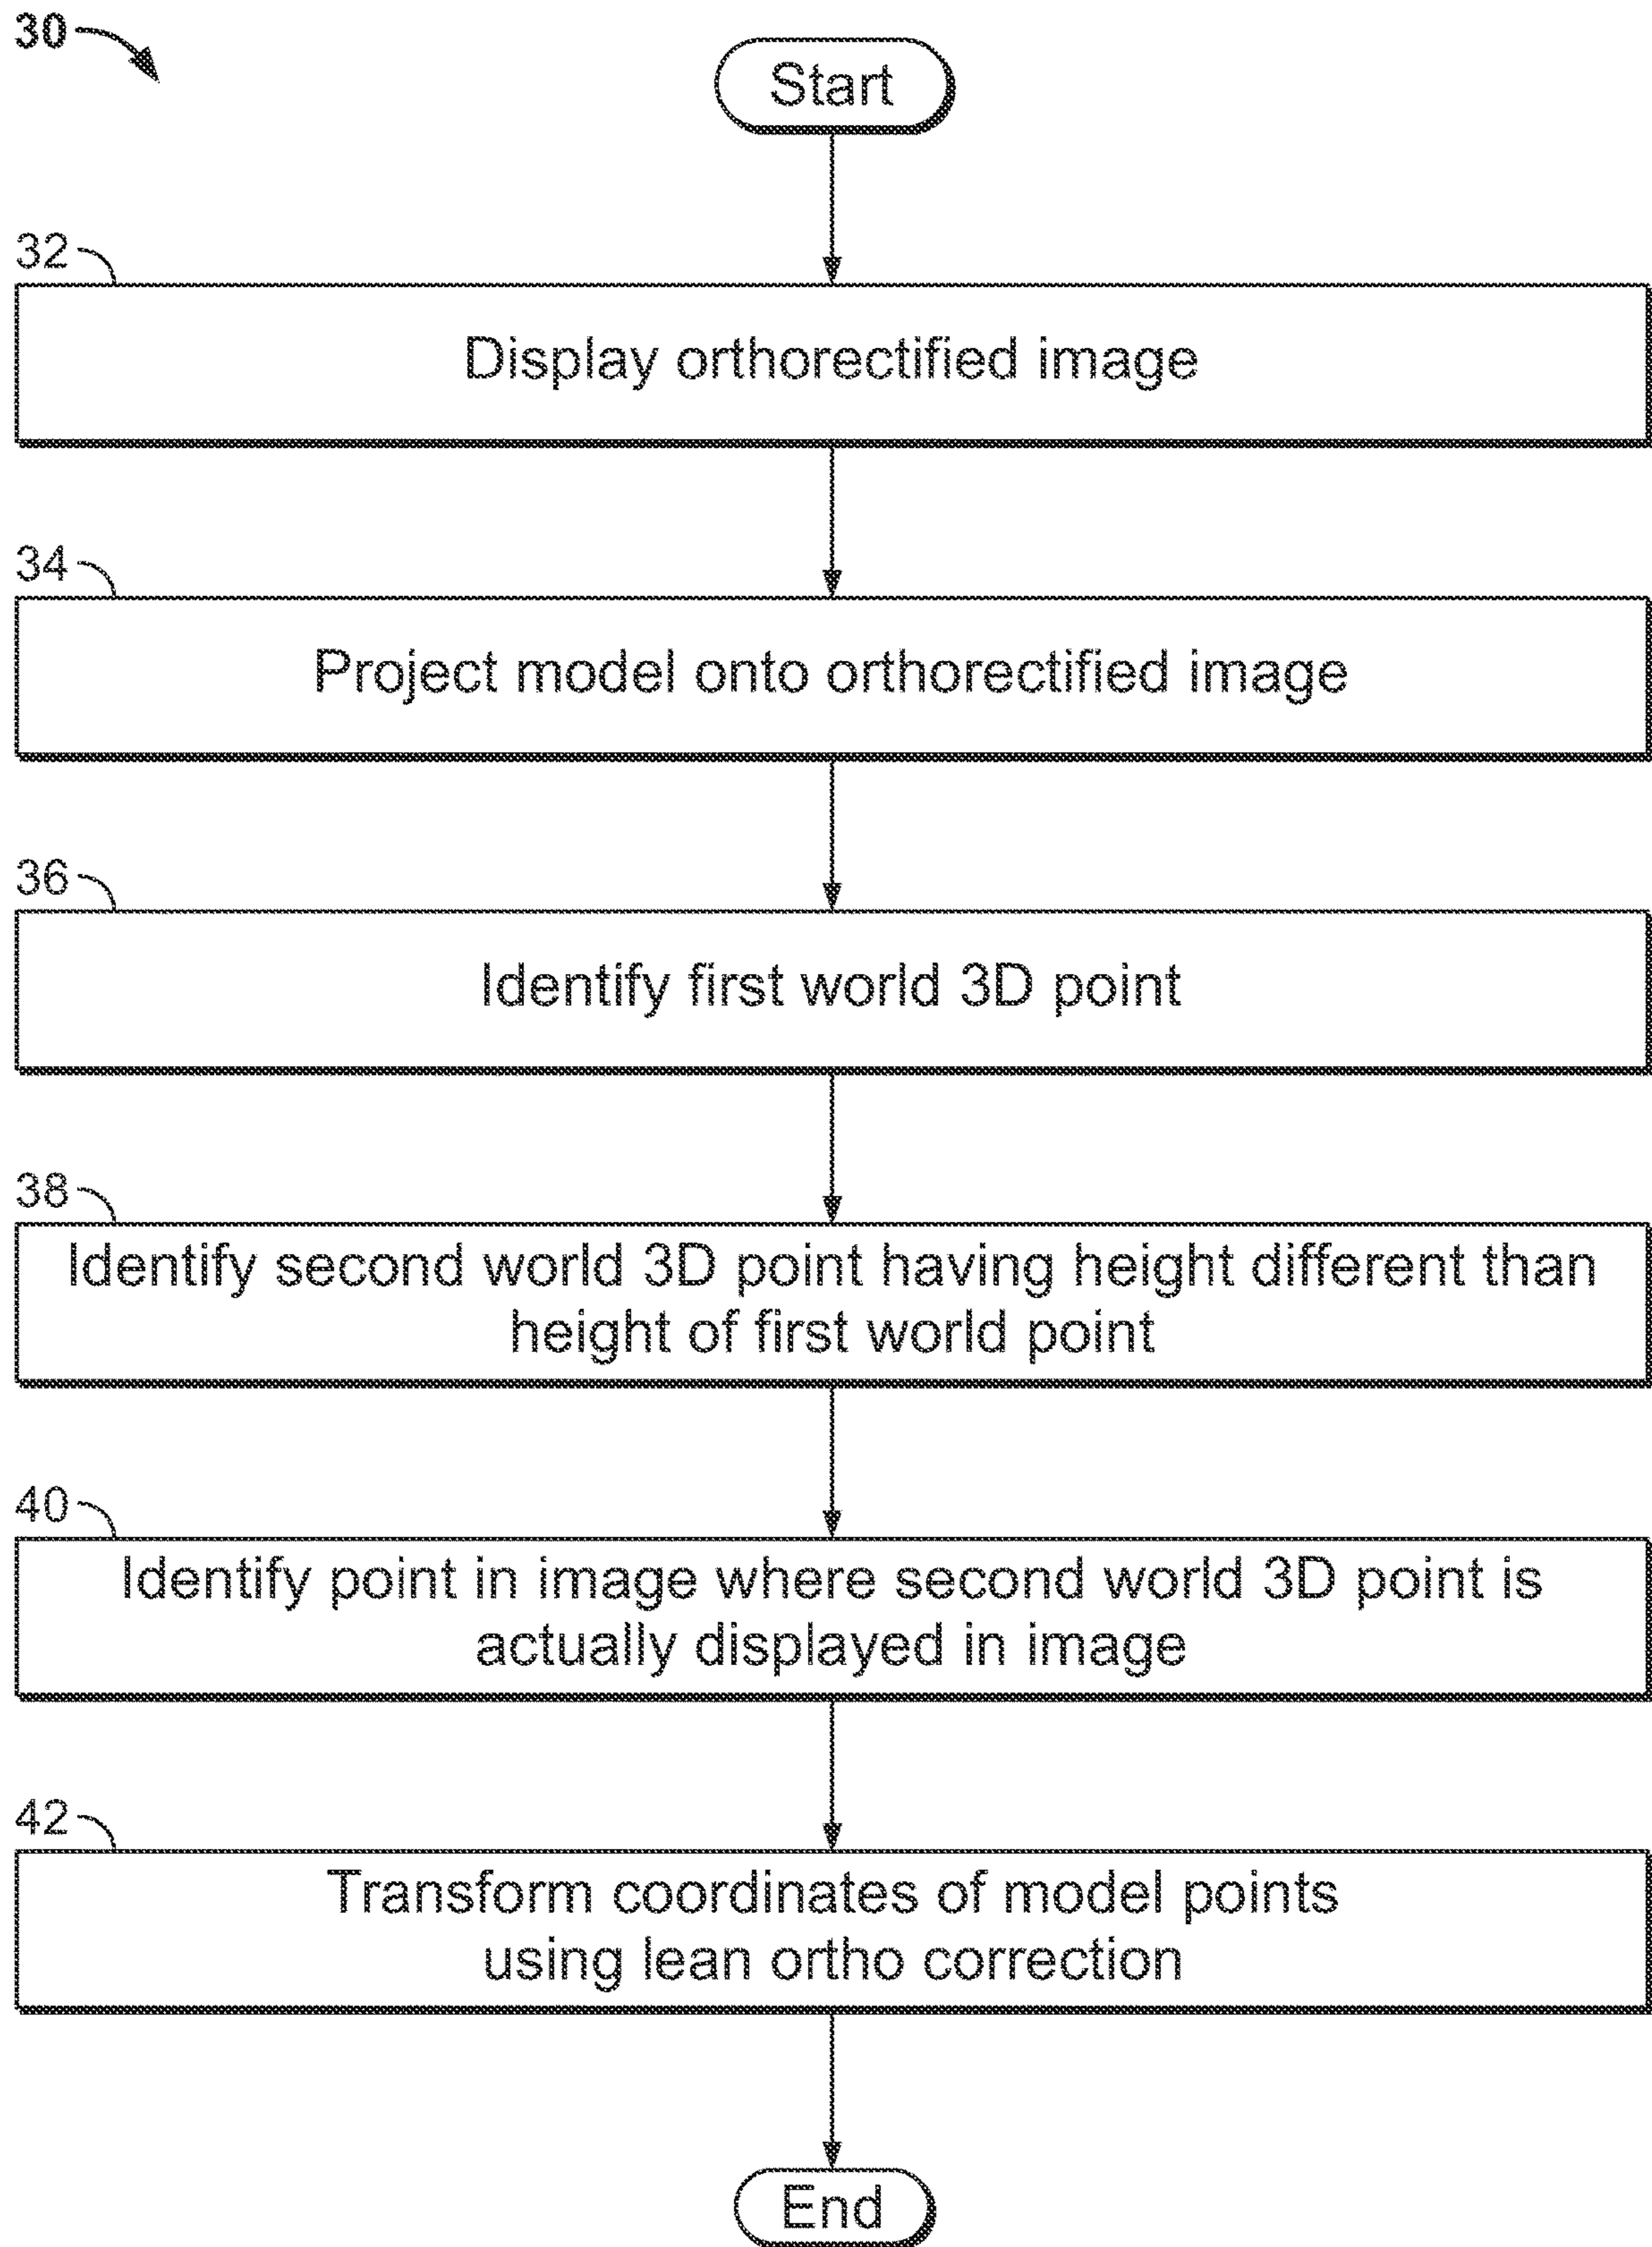 30
Start
32
Display orthorectified image
34
Project model onto orthorectified image
36
Identify first world 3D point
38
Identify second world 3D point having height different than
height of first world point
40
Identify point in image where second world 3D point is
actually displayed in image
42
Transform coordinates of model points
using lean ortho correction
End